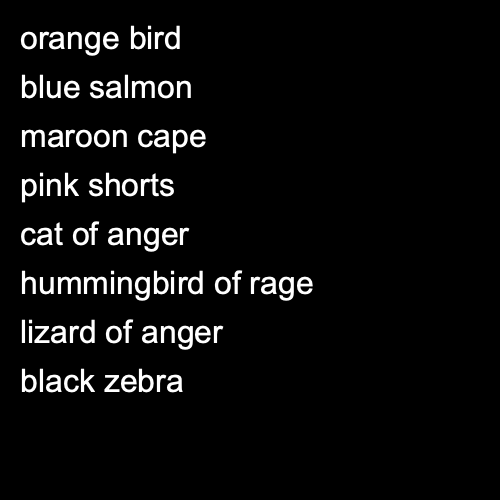 orange bird
blue salmon
maroon cape
pink shorts
cat of anger
hummingbird of rage
lizard of anger
black zebra